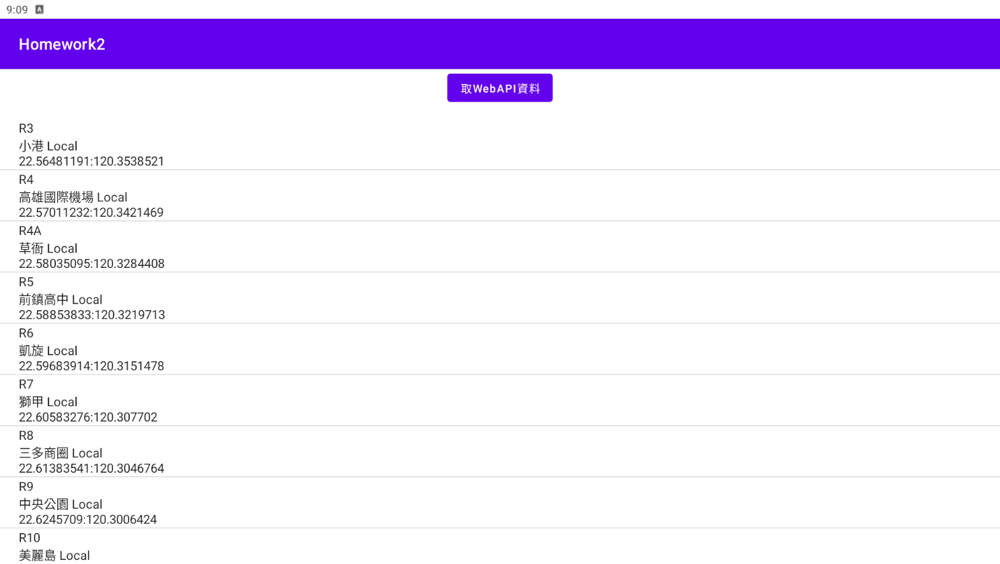 9:09 A
Homework2
取WebAPI資料
R3
小港 Local
22.56481191:120.3538521
R4
高雄國際機場 Local
22.57011232:120.3421469
R4A
草衙 Local
22.58035095:120.3284408
R5
前鎮高中 Local
22.58853833:120.3219713
R6
凱旋 Local
22.59683914:120.3151478
R7
獅甲 Local
22.60583276:120.307702
R8
三多商圈 Local
22.61383541:120.3046764
R9
中央公園 Local
22.6245709:120.3006424
R10
美麗島 Local